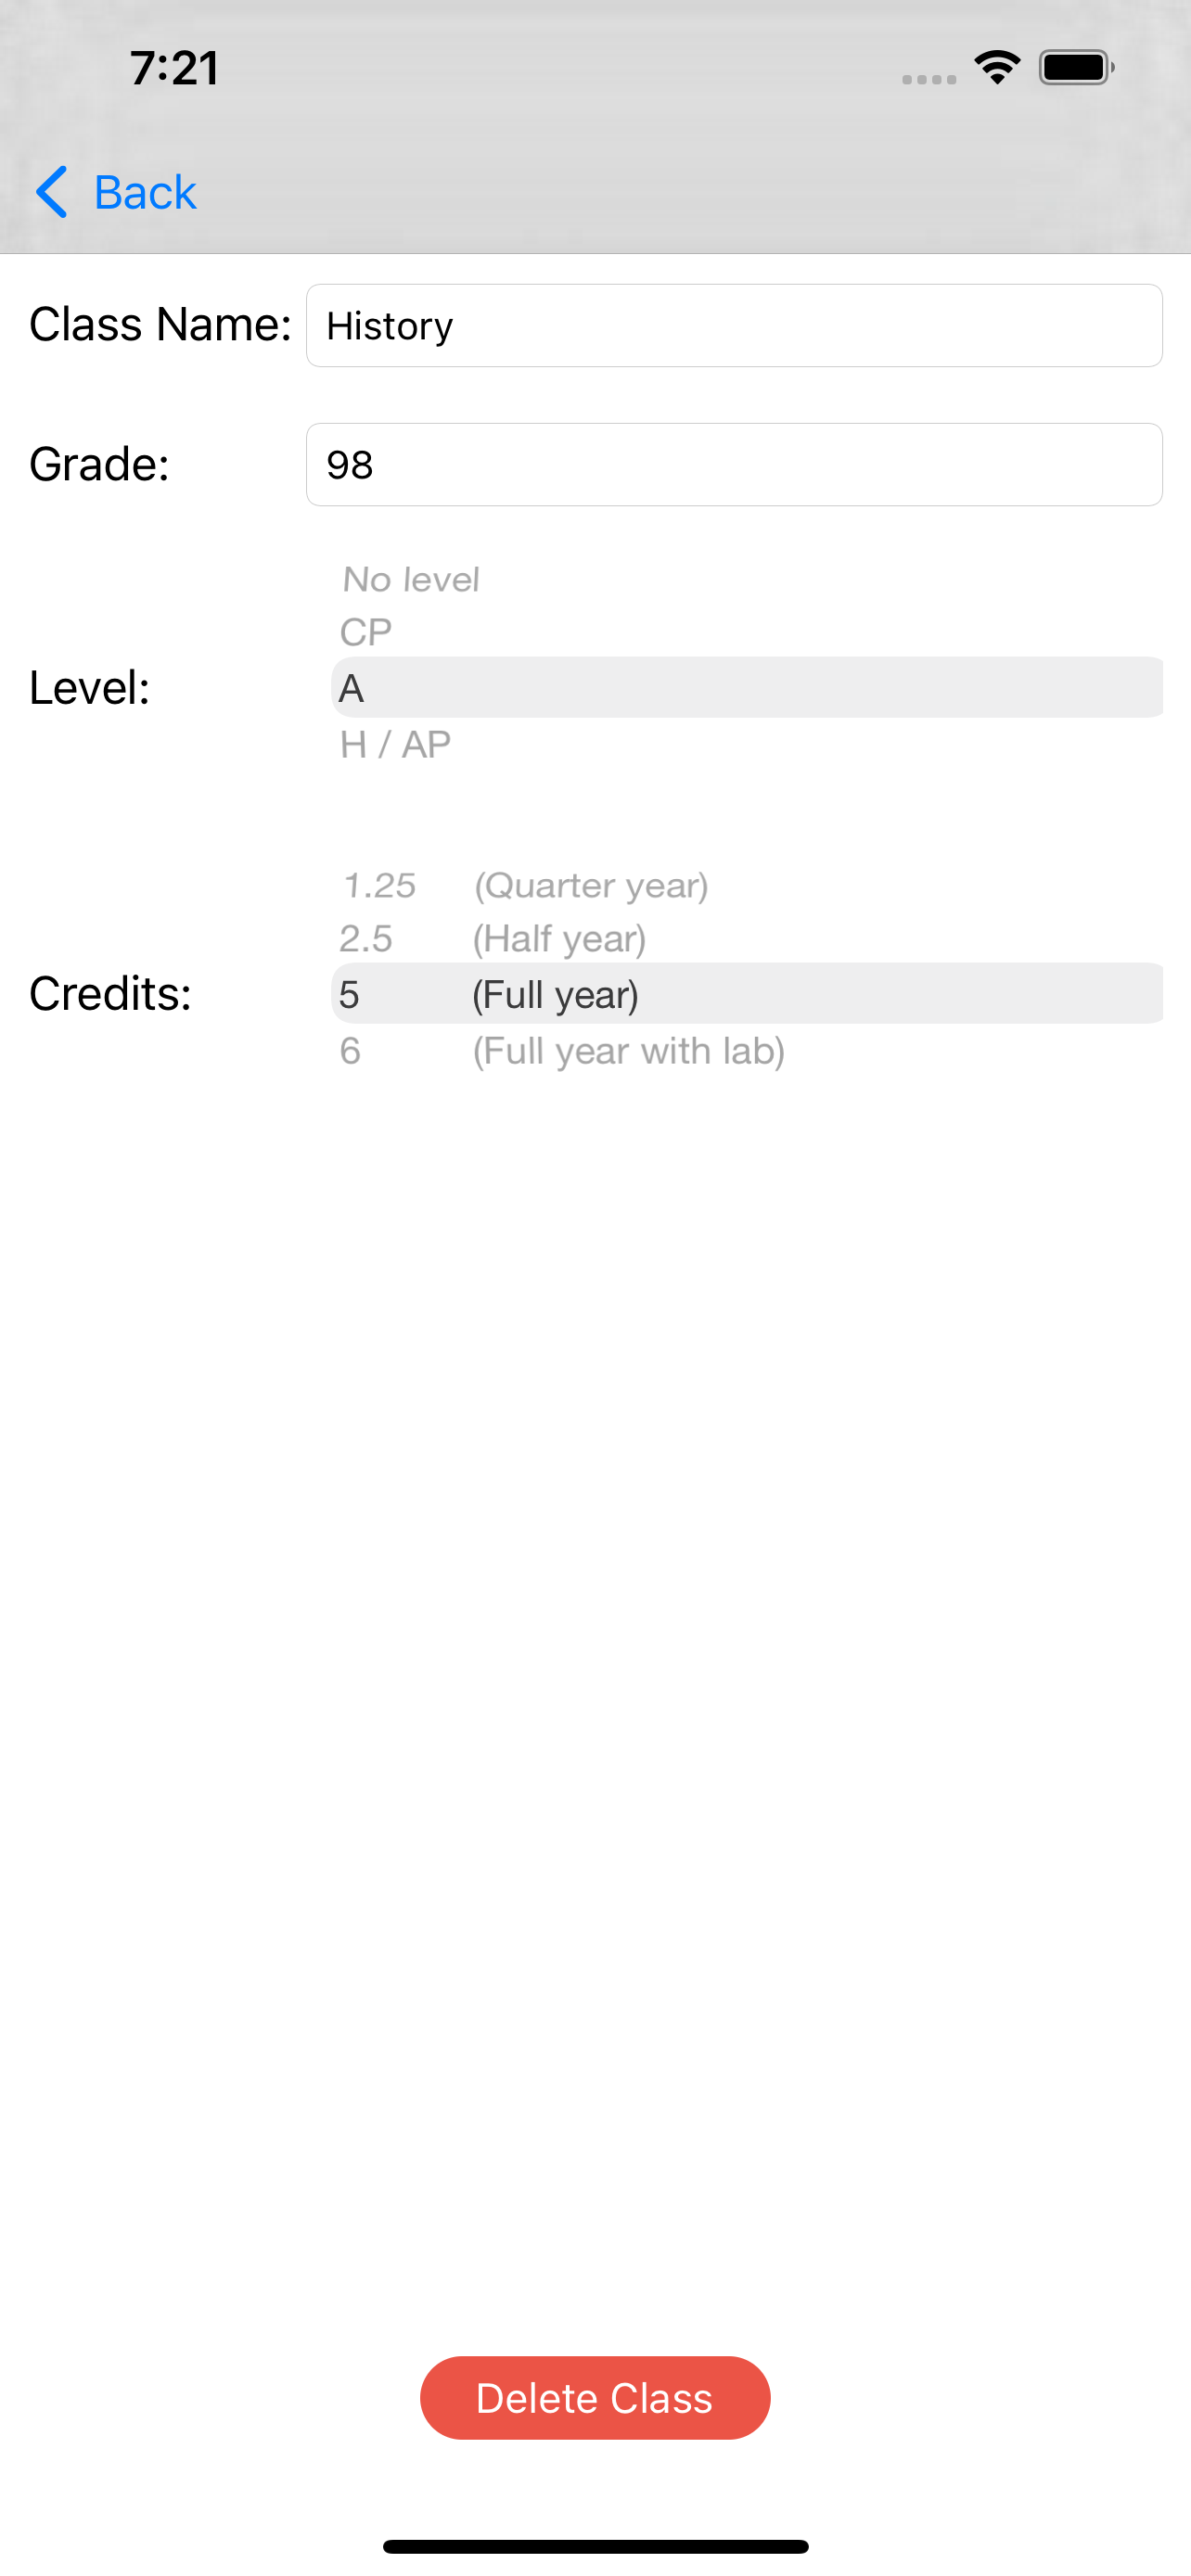 7:21
Back
Class Name: History
Grade: 98
No level
CP
Level: A
H / AP
1.25 (Quarter year)
2.5 (Half year)
Credits: 5 (Full year)
6 (Full year with lab)
Delete Class